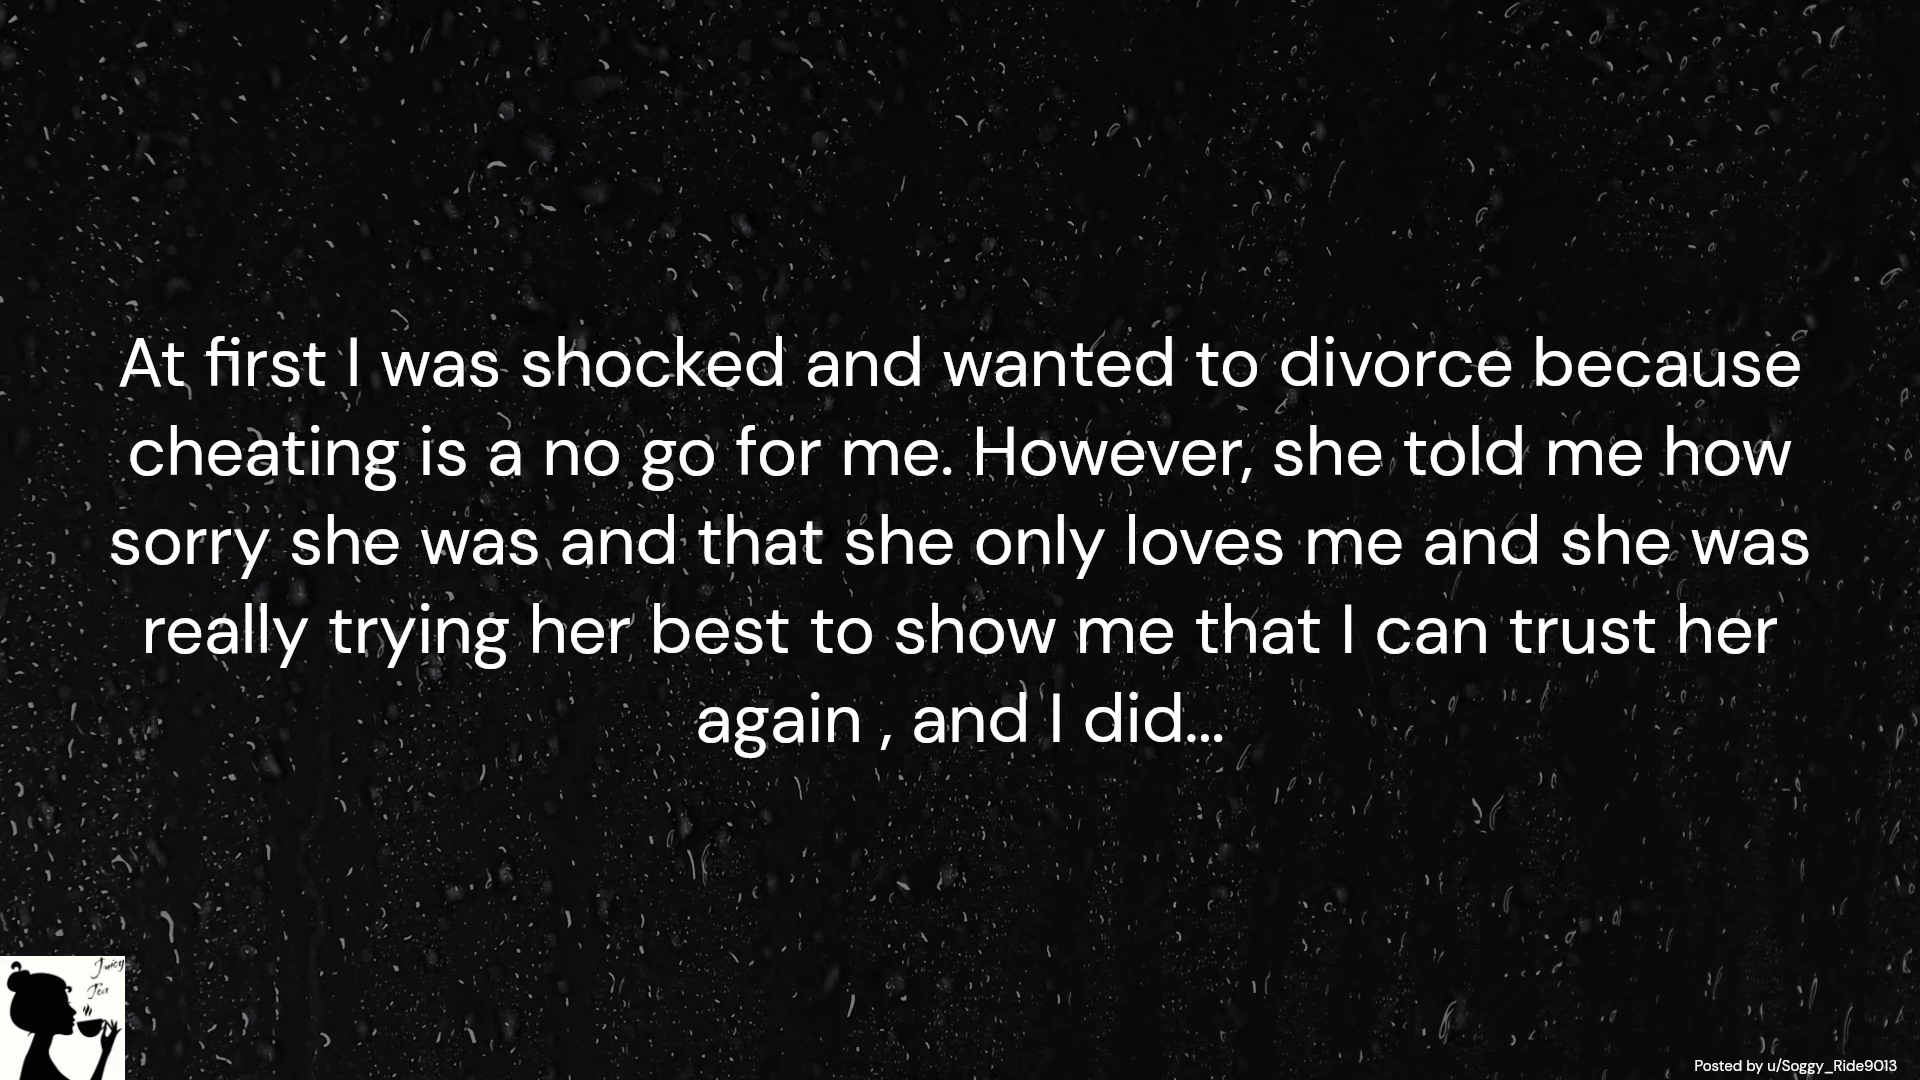 At first I was shocked and wanted to divorce because
cheating is a no go for me. However, she told me how
sorry she was and that she only loves me and she was
really trying her best to show me that I can trust her
again , and I did...
Juicy
Tea
Posted by u/Soggy_Ride9013